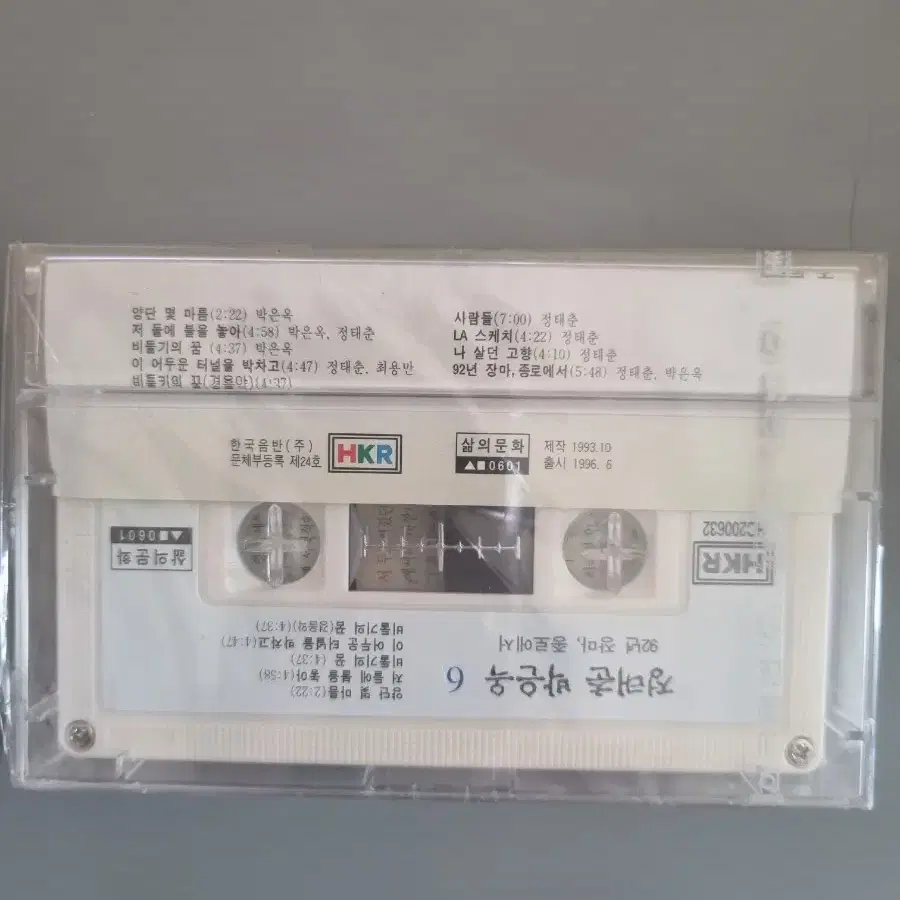 양단 몇 마름(2:22) 박은옥
저 들에 불을 놓아(4:58) 박은옥, 정태춘
비둘기의 꿈 (4:37) 박은옥
이 어두운 터널을 박차고(4:47) 정태춘, 최용만
비둘기의 꿈(경음악)(4:37)
사람들(7:00) 정태춘
LA 스케치(4:22) 정태춘
나 살던 고향(4:10) 정태춘
92년 장마, 종로에서(5:48) 정태춘, 박은옥
한국음반(주)
문체부등록 제24호
HKR
삶의문화
▲■0601
제작 1993.10
출시 1996. 6
정태춘 박은옥 6
92년 장마, 종로에서
양단 몇 마름(2:22)
저 들에 불을 놓아(4:58)
비둘기의 꿈 (4:37)
이 어두운 터널을 박차고(4:47)
비둘기의 꿈(경음악)(4:37)
HKR
200632
삶의문화
▲■0601